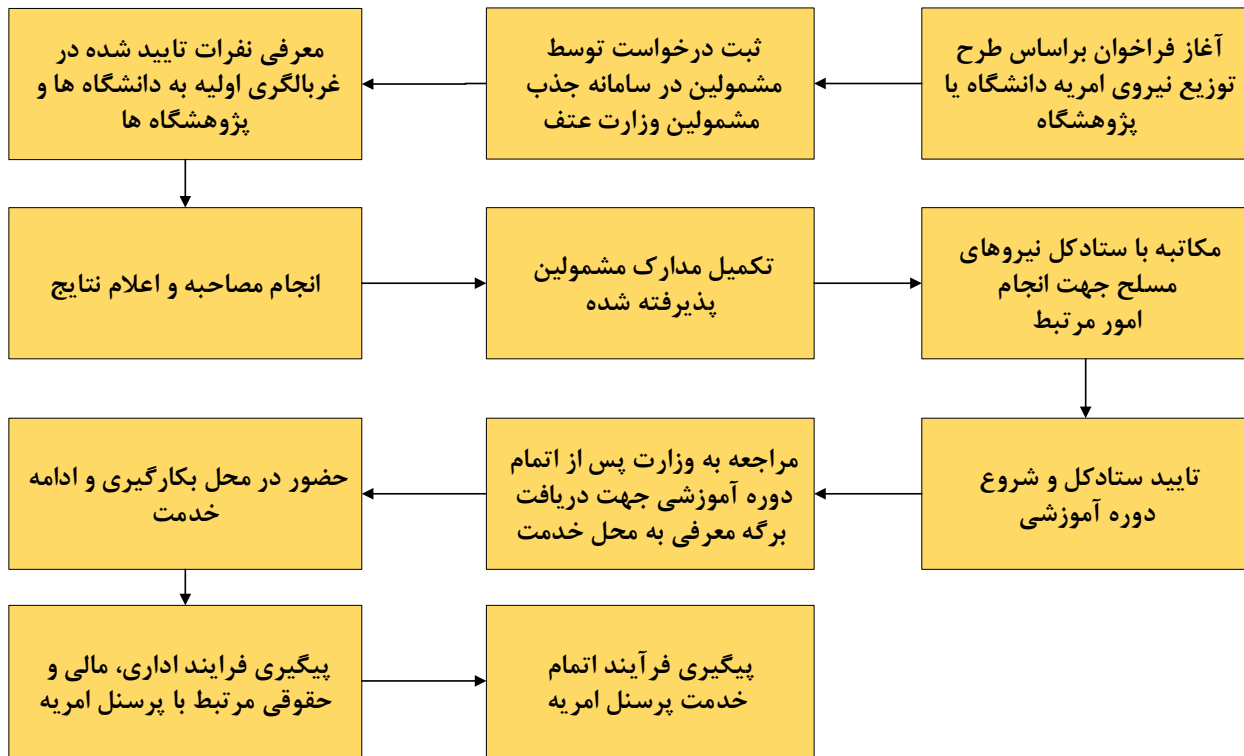 آغاز فراخوان براساس طرح
توزیع نیروی امریه دانشگاه یا
پژوهشگاه
ثبت درخواست توسط
مشمولین در سامانه جذب
مشمولین وزارت عتف
معرفی نفرات تایید شده در
غربالگری اولیه به دانشگاه ها و
پژوهشگاه ها
انجام مصاحبه و اعلام نتایج
تکمیل مدارک مشمولین
پذیرفته شده
مکاتبه با ستادکل نیروهای
مسلح جهت انجام
امور مرتبط
تایید ستادکل و شروع
دوره آموزشی
مراجعه به وزارت پس از اتمام
دوره آموزشی جهت دریافت
برگه معرفی به محل خدمت
حضور در محل بکارگیری و ادامه
خدمت
پیگیری فرایند اداری، مالی و
حقوقی مرتبط با پرسنل امریه
پیگیری فرآیند اتمام
خدمت پرسنل امریه